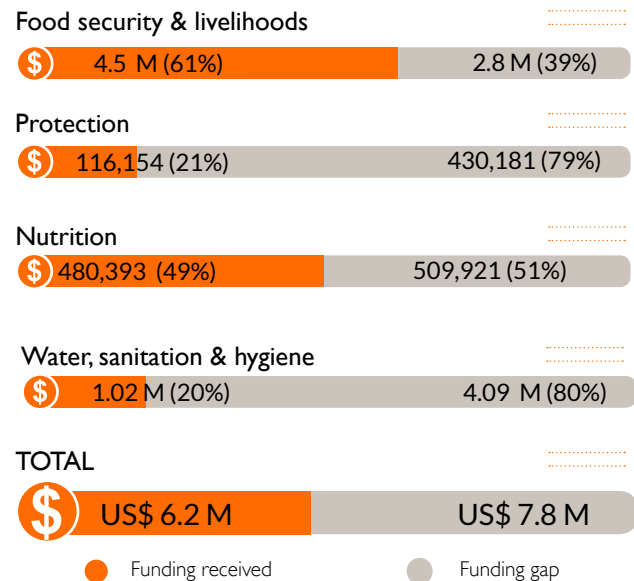 Food security & livelihoods
$ 4.5 M (61%) 2.8 M (39%)
Protection
$ 116,154 (21%) 430,181 (79%)
Nutrition
$ 480,393 (49%) 509,921 (51%)
Water, sanitation & hygiene
$ 1.02 M (20%) 4.09 M (80%)
TOTAL
$ US$ 6.2 M US$ 7.8 M
Funding received Funding gap